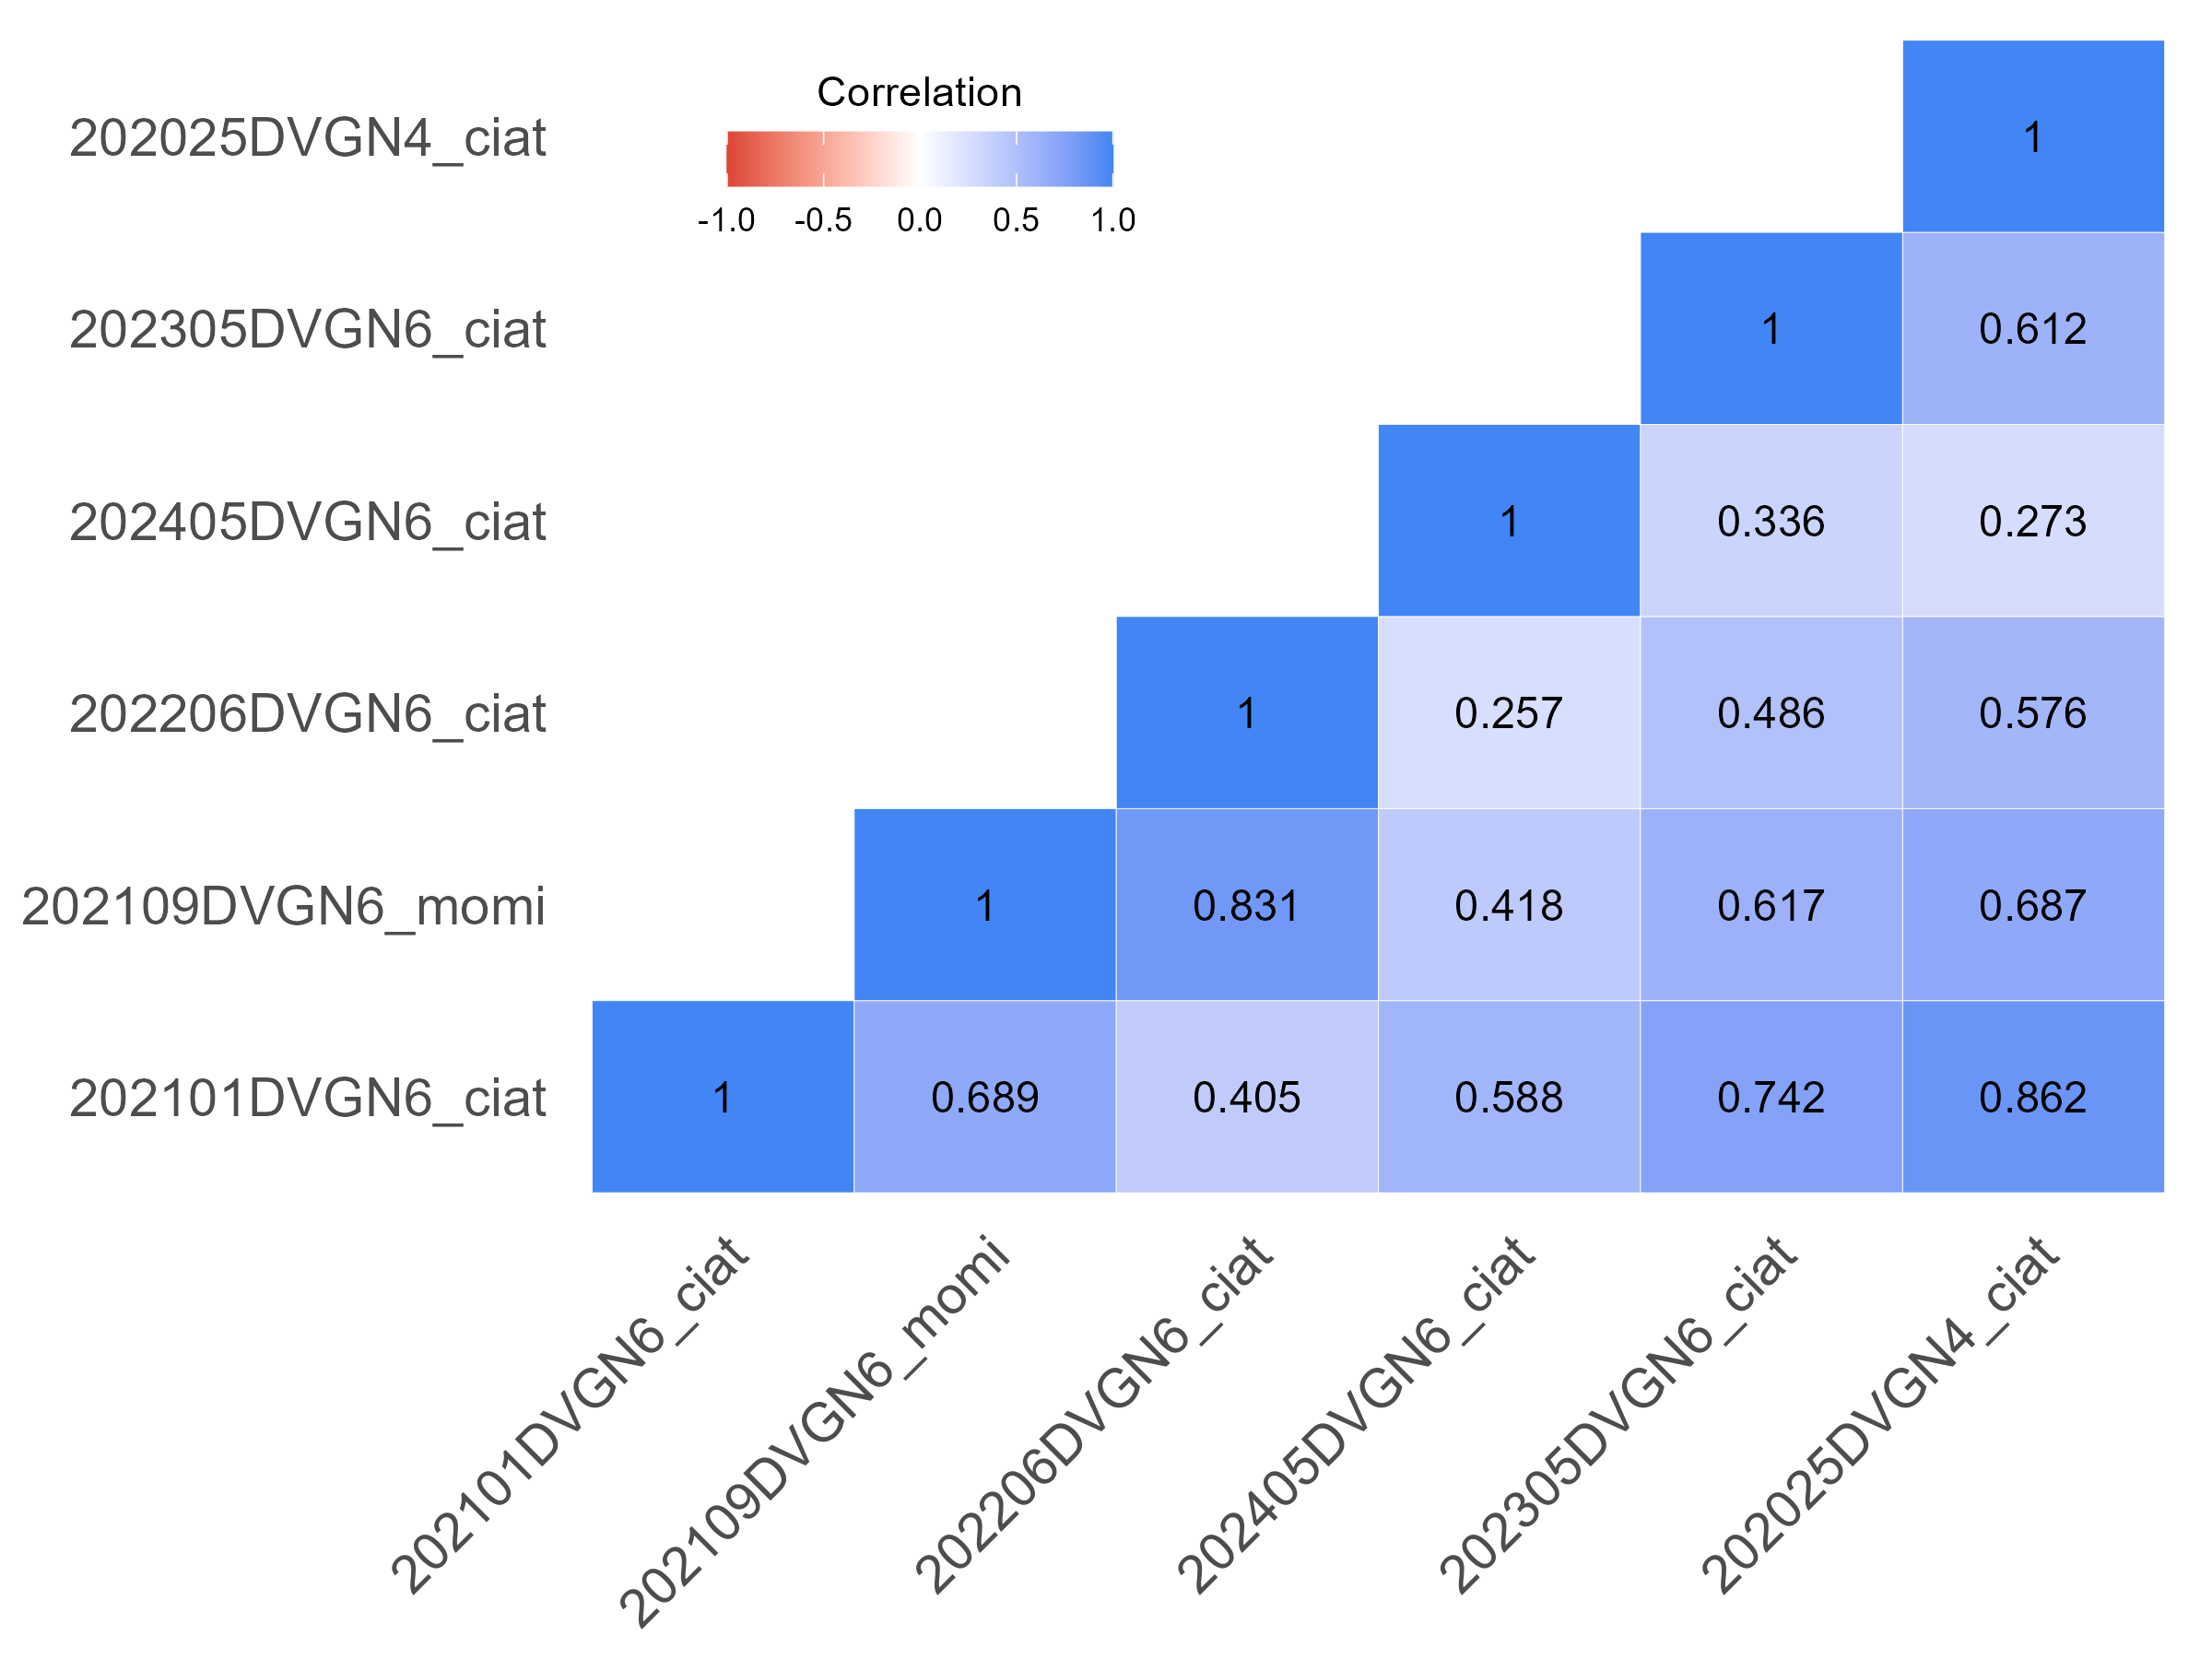 Correlation
-1.0 -0.5 0.0 0.5 1.0
202025DVGN4_ciat 1
202305DVGN6_ciat 1 0.612
202405DVGN6_ciat 1 0.336 0.273
202206DVGN6_ciat 1 0.257 0.486 0.576
202109DVGN6_momi 1 0.831 0.418 0.617 0.687
202101DVGN6_ciat 1 0.689 0.405 0.588 0.742 0.862
202101DVGN6_ciat
202109DVGN6_momi
202206DVGN6_ciat
202405DVGN6_ciat
202305DVGN6_ciat
202025DVGN4_ciat